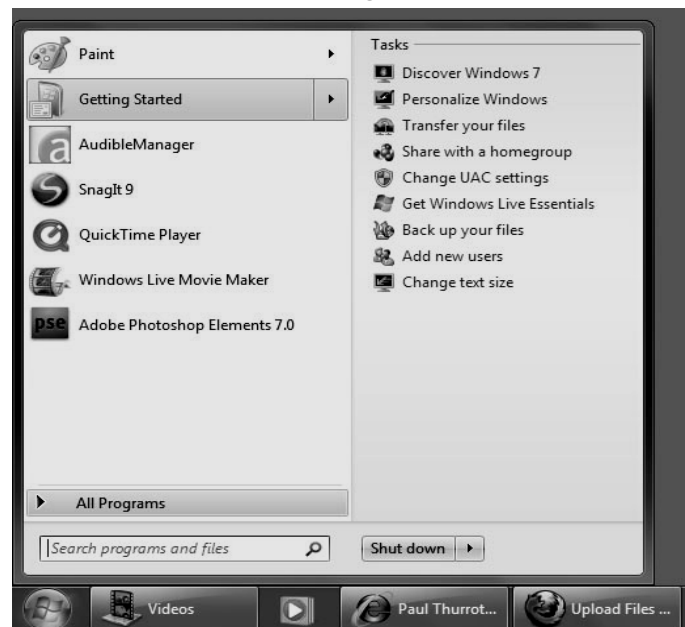 Paint
Getting Started
AudibleManager
SnagIt 9
QuickTime Player
Windows Live Movie Maker
pse Adobe Photoshop Elements 7.0
All Programs
Search programs and files
Tasks
Discover Windows 7
Personalize Windows
Transfer your files
Share with a homegroup
Change UAC settings
Get Windows Live Essentials
Back up your files
Add new users
Change text size
Shut down
Videos
Paul Thurrot...
Upload Files ...